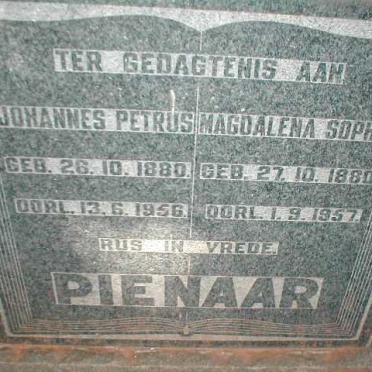 TER GEDAGTENIS AAN
JOHANNES PETRUS MAGDALENA SOPH
GEB. 26. 10. 1880. GEB. 27. 10. 1880
OORL. 13. 6. 1956. OORL. 1. 9. 1957.
RUS IN VREDE.
PIENAAR